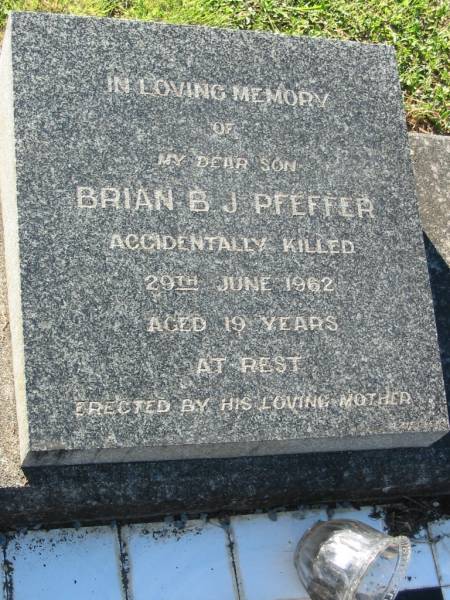 IN LOVING MEMORY
OF
MY DEAR SON
BRIAN B. J. PFEFFER
ACCIDENTALLY KILLED
29TH JUNE 1962
AGED 19 YEARS
AT REST
ERECTED BY HIS LOVING MOTHER